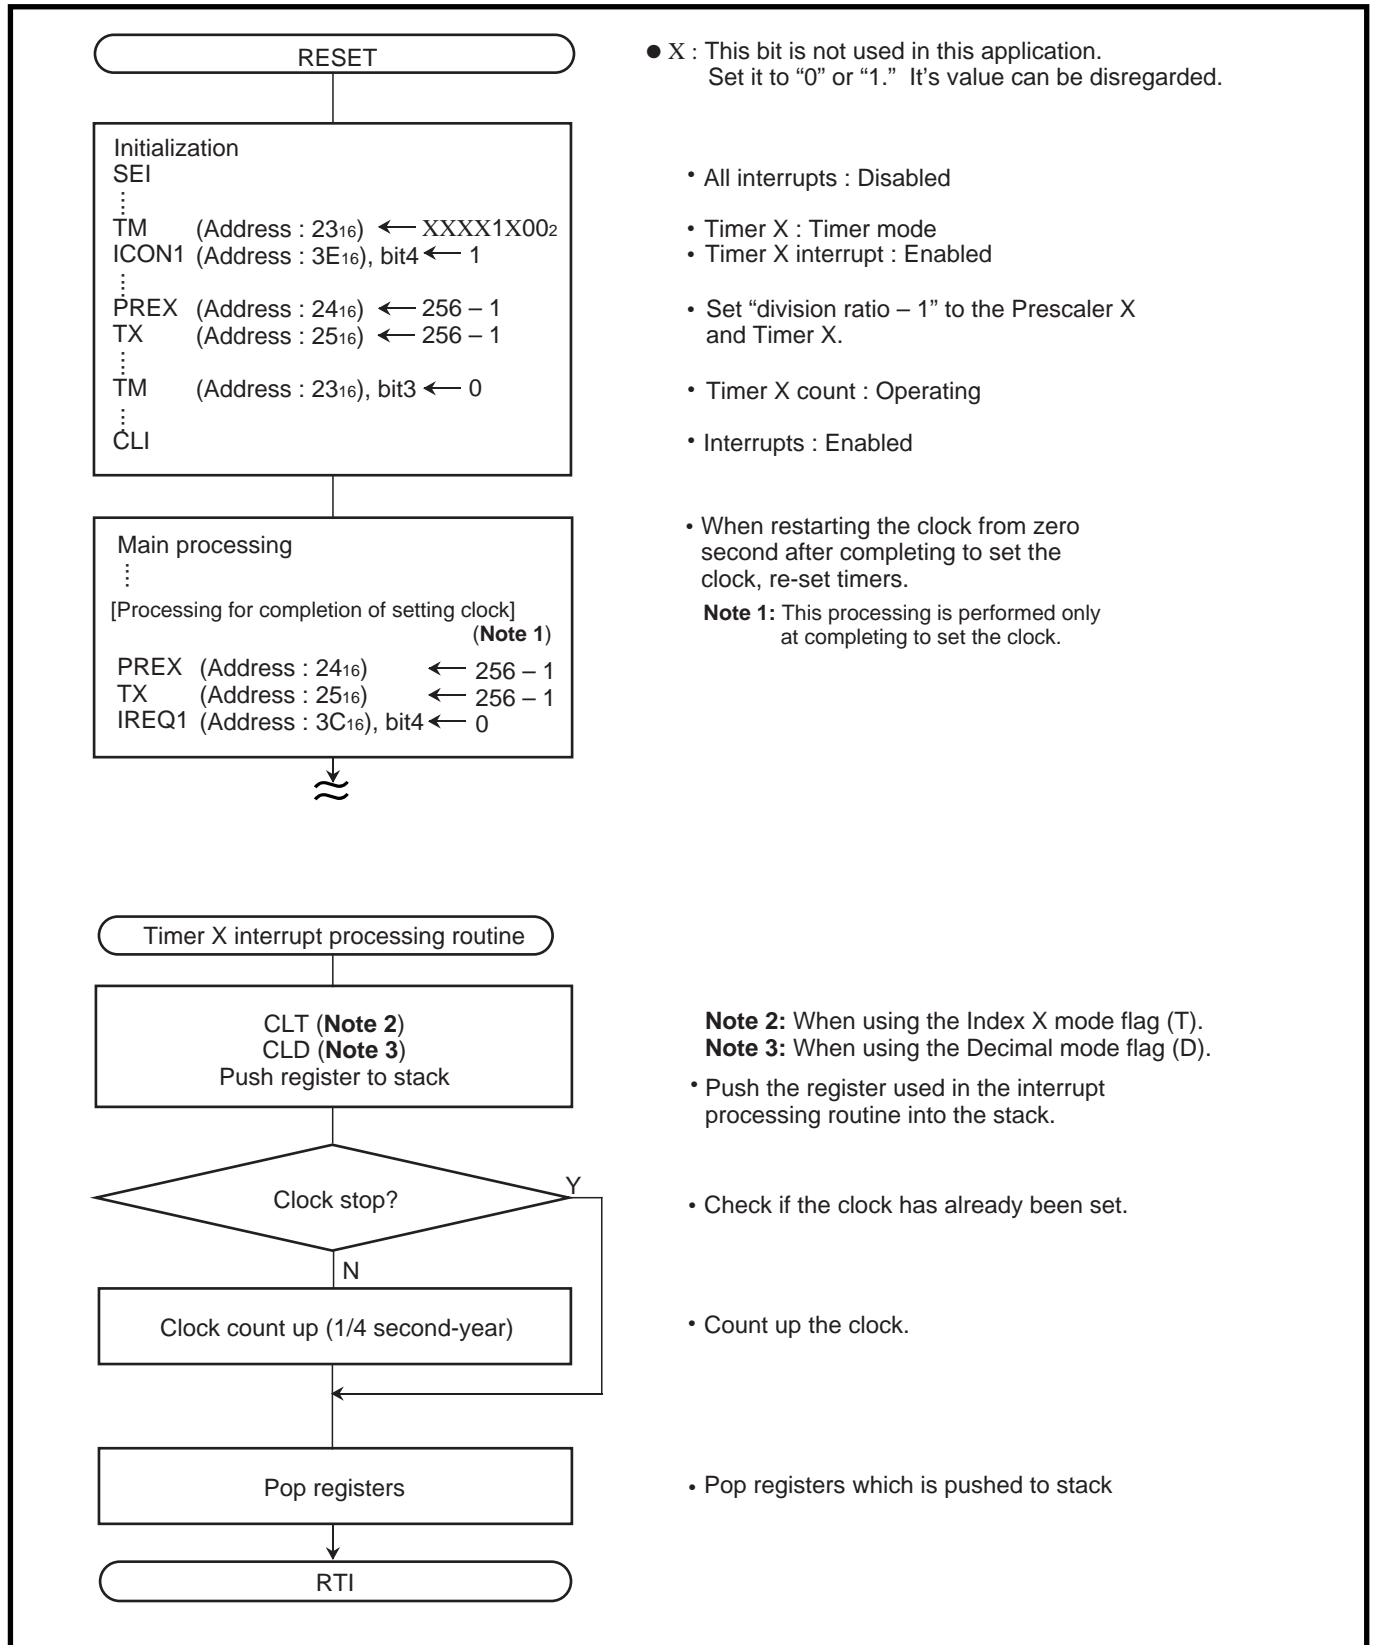 RESET
● X : This bit is not used in this application.
Set it to “0” or “1.” It’s value can be disregarded.
Initialization
SEI
• All interrupts : Disabled
TM (Address : 23₁₆) ← XXXX1X00₂
• Timer X : Timer mode
ICON1 (Address : 3E₁₆), bit4 ← 1
• Timer X interrupt : Enabled
PREX (Address : 24₁₆) ← 256 – 1
• Set “division ratio – 1” to the Prescaler X
TX (Address : 25₁₆) ← 256 – 1
and Timer X.
TM (Address : 23₁₆), bit3 ← 0
• Timer X count : Operating
CLI
• Interrupts : Enabled
Main processing
• When restarting the clock from zero
second after completing to set the
clock, re-set timers.
[Processing for completion of setting clock]
(Note 1)
Note 1: This processing is performed only
at completing to set the clock.
PREX (Address : 24₁₆) ← 256 – 1
TX (Address : 25₁₆) ← 256 – 1
IREQ1 (Address : 3C₁₆), bit4 ← 0
Timer X interrupt processing routine
CLT (Note 2)
CLD (Note 3)
Push register to stack
Note 2: When using the Index X mode flag (T).
Note 3: When using the Decimal mode flag (D).
• Push the register used in the interrupt
processing routine into the stack.
Clock stop?
Y
N
• Check if the clock has already been set.
Clock count up (1/4 second-year)
• Count up the clock.
Pop registers
• Pop registers which is pushed to stack
RTI